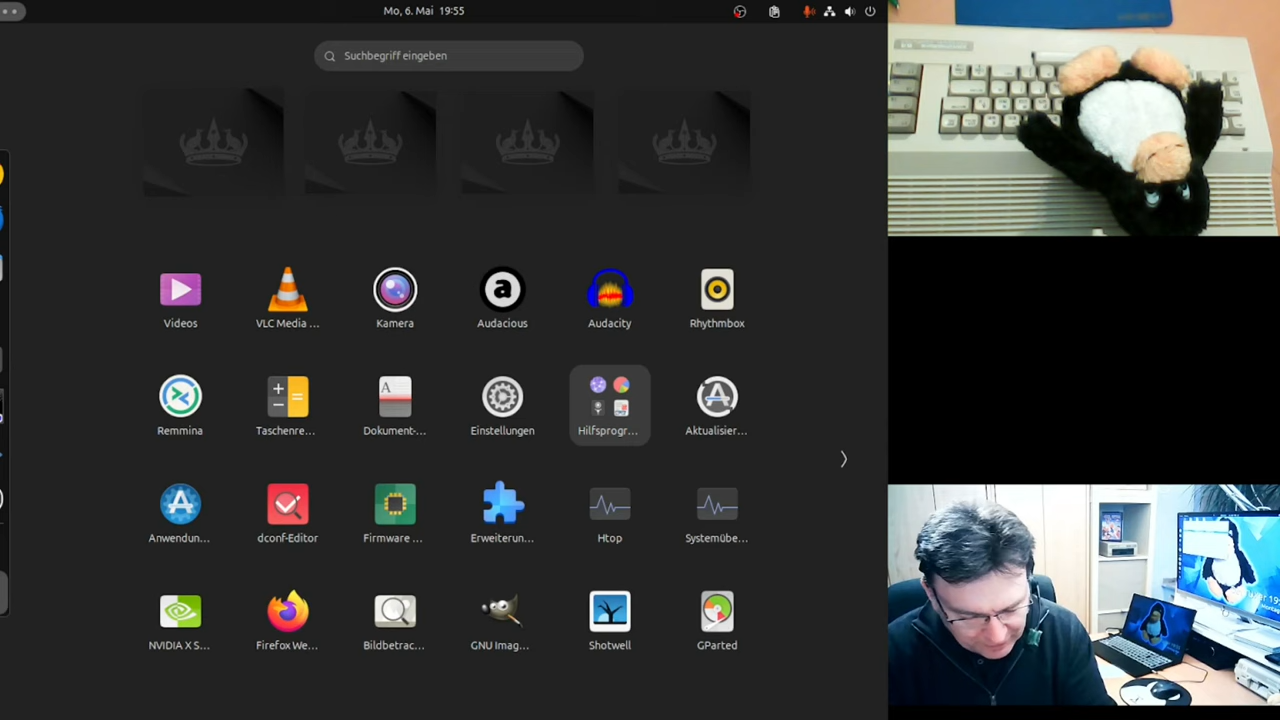 Mo, 6. Mai 19:55
Suchbegriff eingeben
Videos
VLC Media ...
Kamera
Audacious
Audacity
Rhythmbox
Remmina
Taschenre...
Dokument-...
Einstellungen
Hilfsprogr...
Aktualisier...
Anwendun...
dconf-Editor
Firmware ...
Erweiterun...
Htop
Systemübe...
NVIDIA X S...
Firefox We...
Bildbetrac...
GNU Imag...
Shotwell
GParted